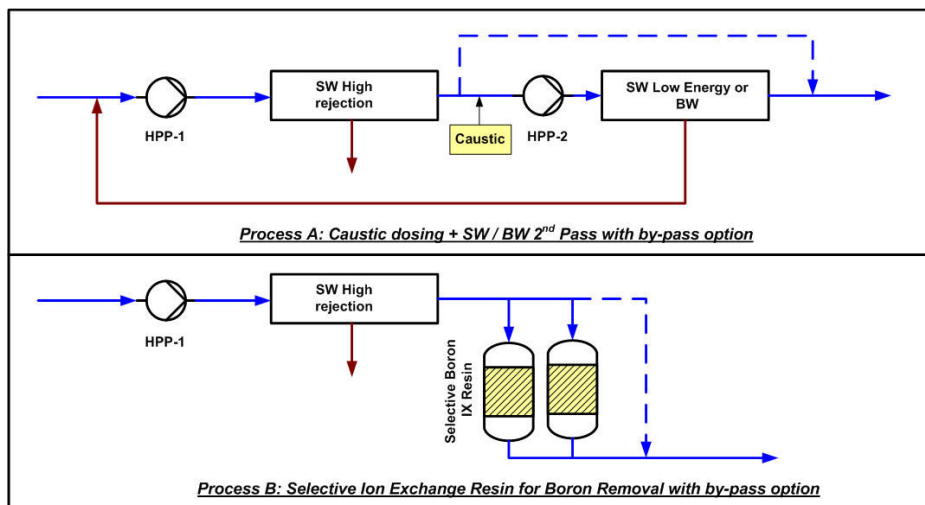 SW High
rejection
SW Low Energy or
BW
HPP-1
Caustic
HPP-2
Process A: Caustic dosing + SW / BW 2nd Pass with by-pass option
SW High
rejection
HPP-1
Selective Boron
IX Resin
Process B: Selective Ion Exchange Resin for Boron Removal with by-pass option